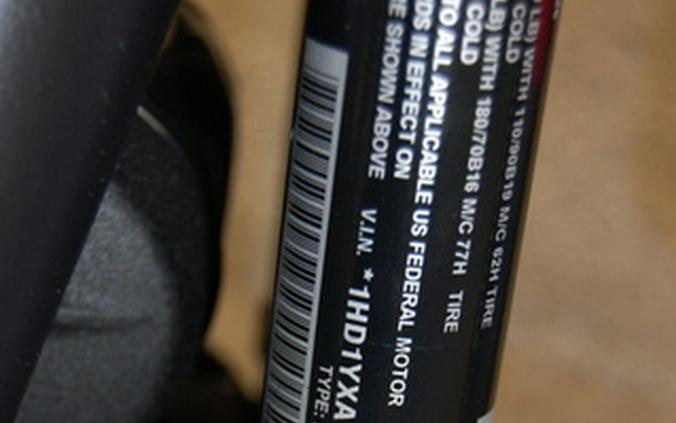 LB) WITH 110/90B19 M/C 62H TIRE
COLD
LB) WITH 180/70B16 M/C 77H TIRE
COLD
TO ALL APPLICABLE US FEDERAL MOTOR
IN EFFECT ON
SHOWN ABOVE V.I.N. *1HD1YXA
TYPE: